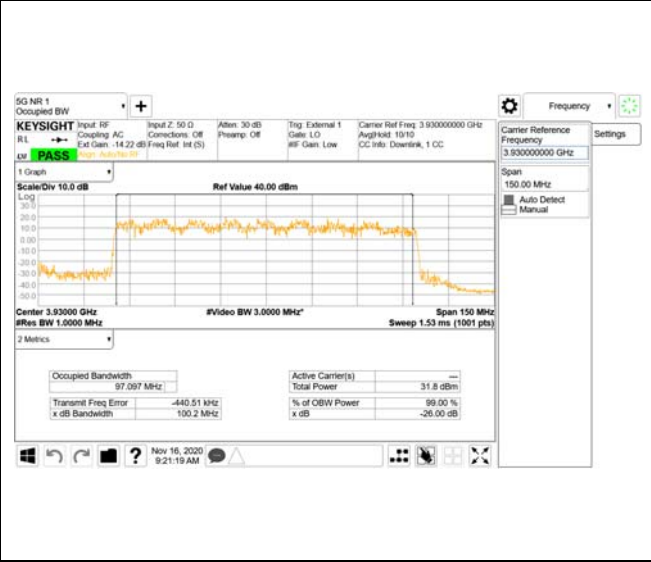 5G NR 1
Occupied BW
Frequency
KEYSIGHT
Input: RF
Input Z: 50 Ω
Atten: 30 dB
Trig: External 1
Carrier Ref Freq: 3.930000000 GHz
RL
Coupling: AC
Corrections: Off
Preamp: Off
Gate: LO
Avg|Hold: 10/10
Ext Gain: -14.22 dB
Freq Ref: Int (S)
#IF Gain: Low
CC Info: Downlink, 1 CC
PASS
Align: Auto/No RF
Carrier Reference
Frequency
3.930000000 GHz
Settings
Span
150.00 MHz
Auto Detect
Manual
1 Graph
Scale/Div 10.0 dB
Ref Value 40.00 dBm
Log
30.0
20.0
10.0
0.00
-10.0
-20.0
-30.0
-40.0
-50.0
Center 3.93000 GHz
#Video BW 3.0000 MHz*
Span 150 MHz
#Res BW 1.0000 MHz
Sweep 1.53 ms (1001 pts)
2 Metrics
Occupied Bandwidth
97.097 MHz
Active Carrier(s)
---
Total Power
31.8 dBm
Transmit Freq Error
-440.51 kHz
% of OBW Power
99.00 %
x dB Bandwidth
100.2 MHz
x dB
-26.00 dB
Nov 16, 2020
9:21:19 AM